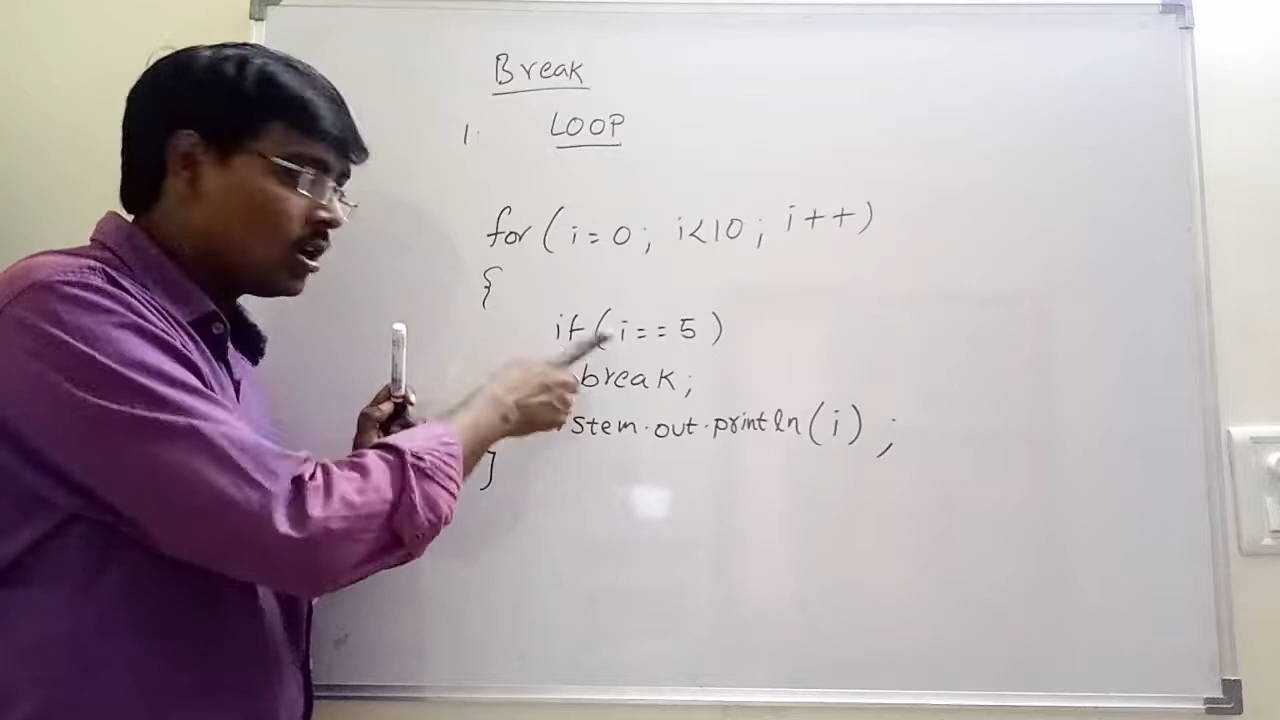 Break
1. LOOP
for ( i = 0 ; i < 10 ; i + + )
{
if ( i = = 5 )
break ;
stem.out.println ( i ) ;
}